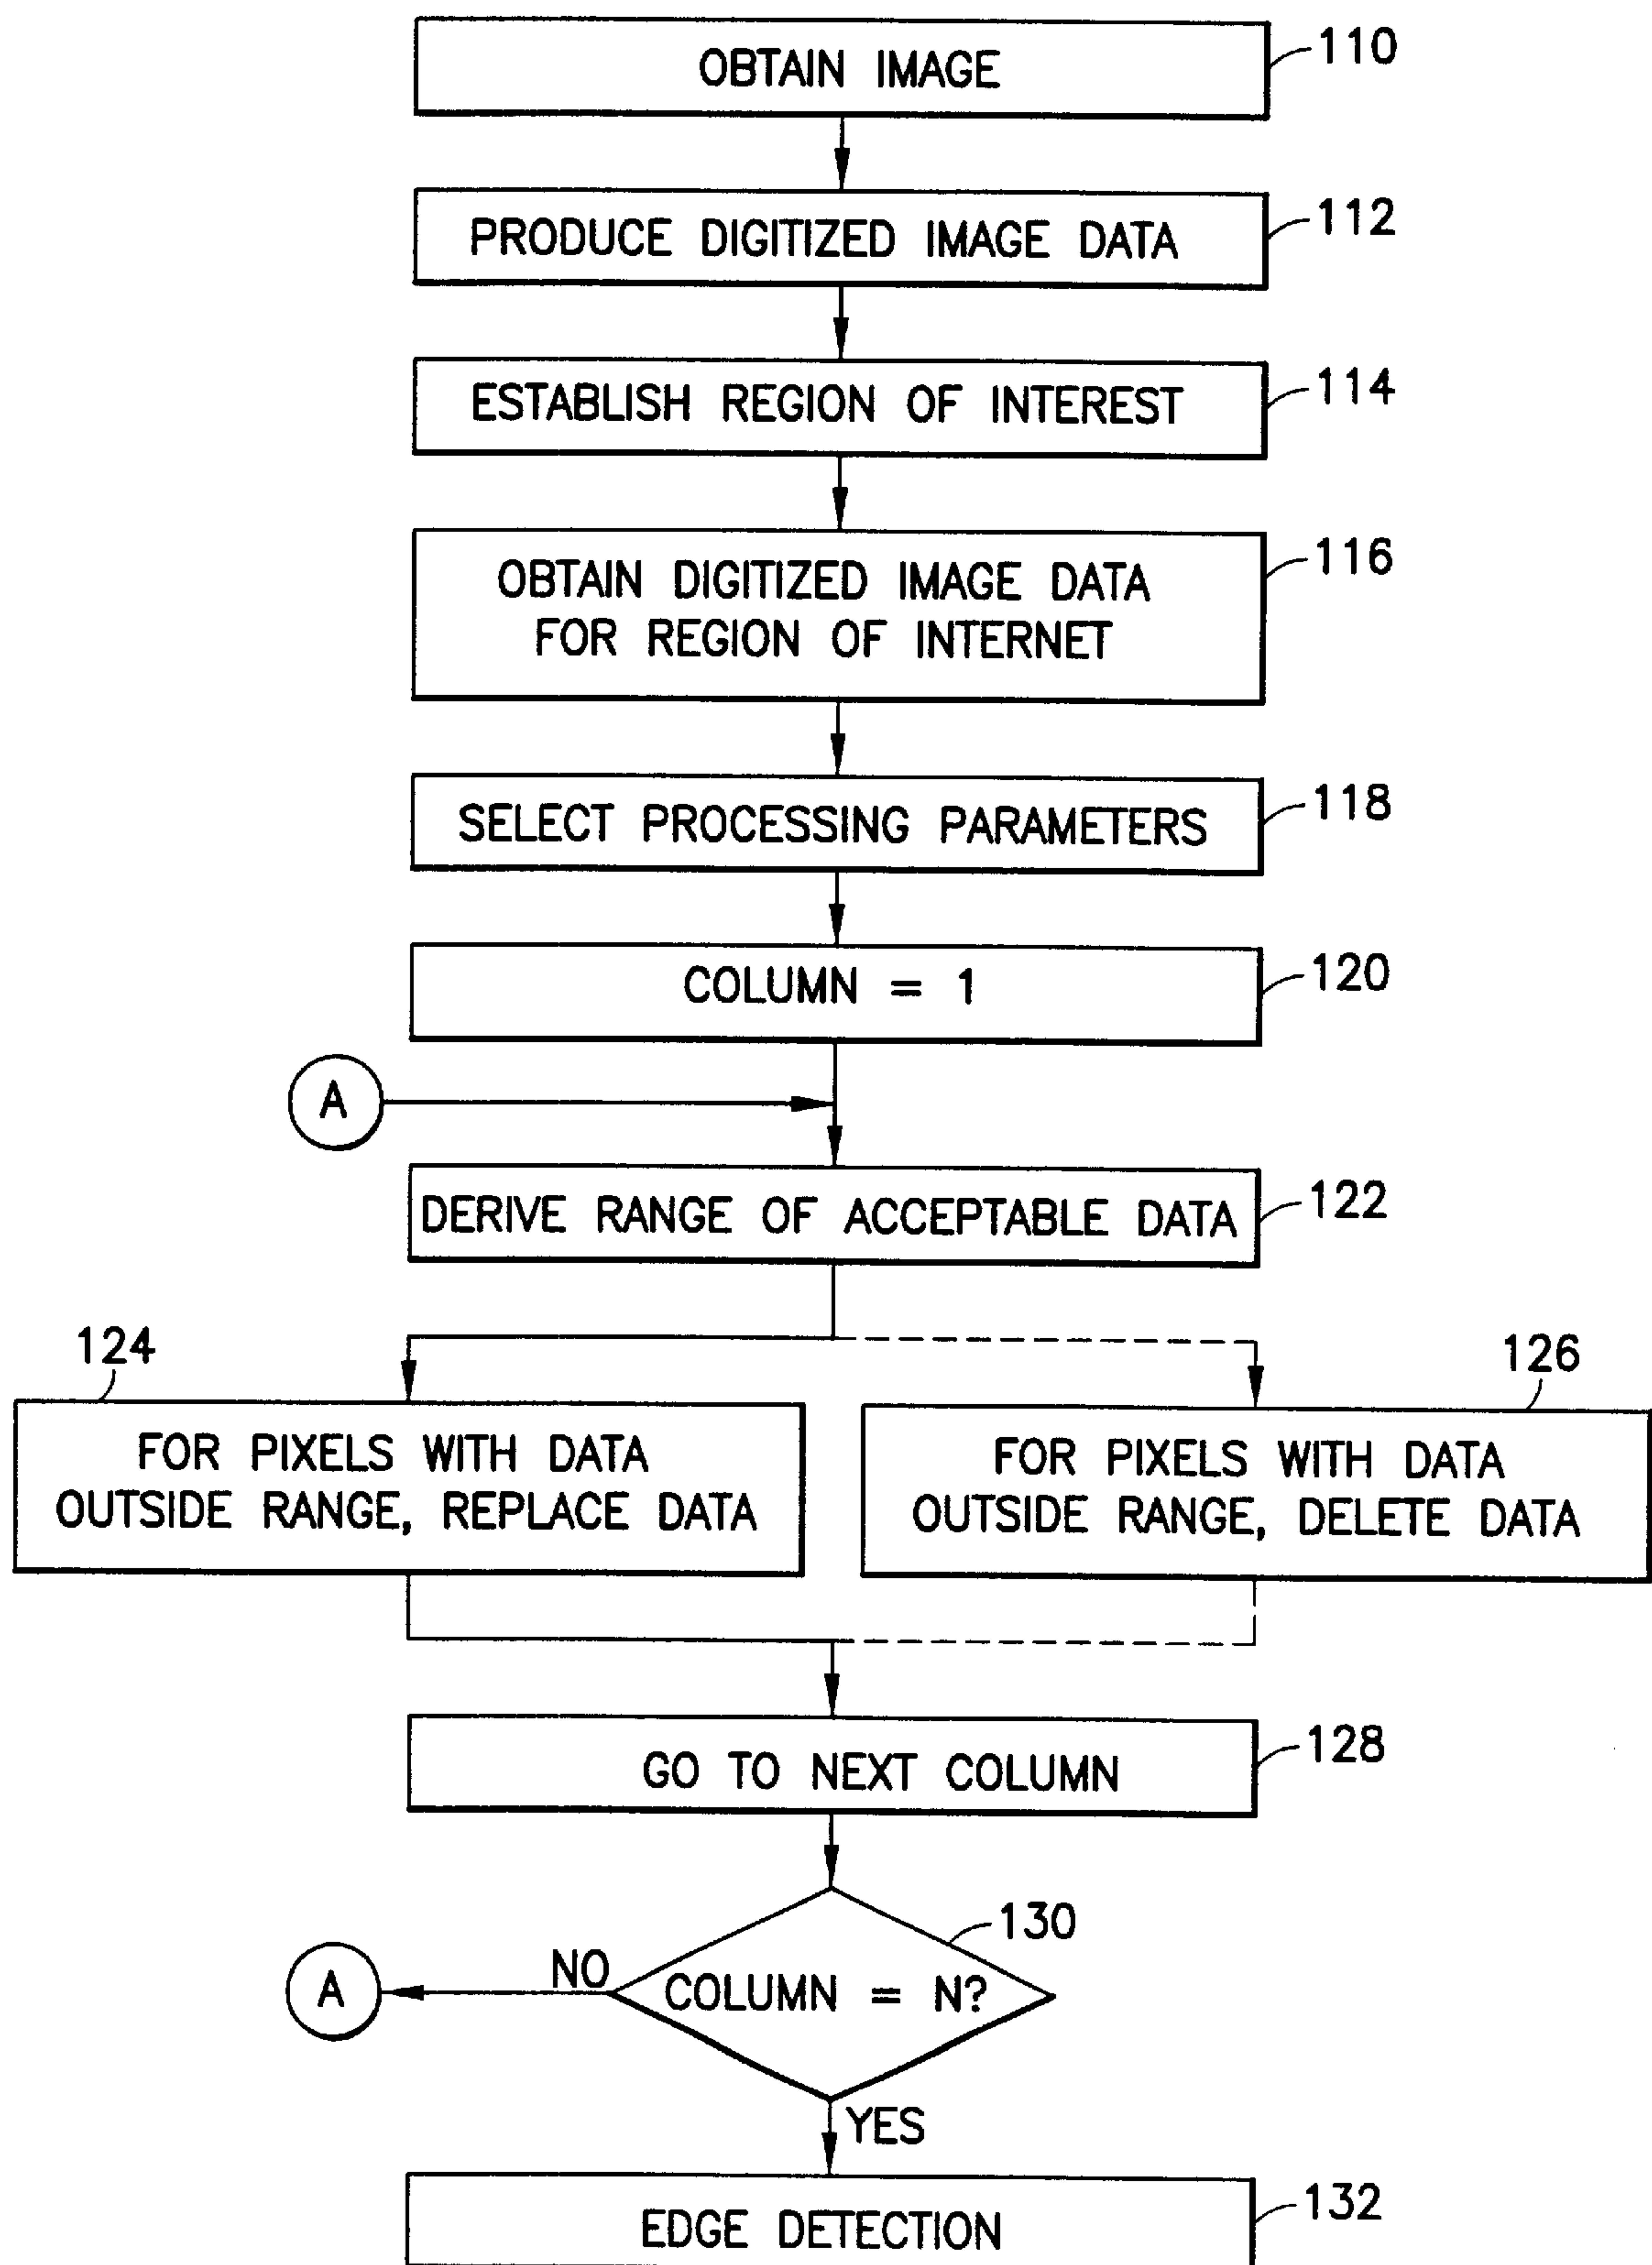 OBTAIN IMAGE
110
PRODUCE DIGITIZED IMAGE DATA
112
ESTABLISH REGION OF INTEREST
114
OBTAIN DIGITIZED IMAGE DATA
FOR REGION OF INTERNET
116
SELECT PROCESSING PARAMETERS
118
COLUMN = 1
120
A
DERIVE RANGE OF ACCEPTABLE DATA
122
124
FOR PIXELS WITH DATA
OUTSIDE RANGE, REPLACE DATA
126
FOR PIXELS WITH DATA
OUTSIDE RANGE, DELETE DATA
GO TO NEXT COLUMN
128
130
COLUMN = N?
NO
A
YES
EDGE DETECTION
132